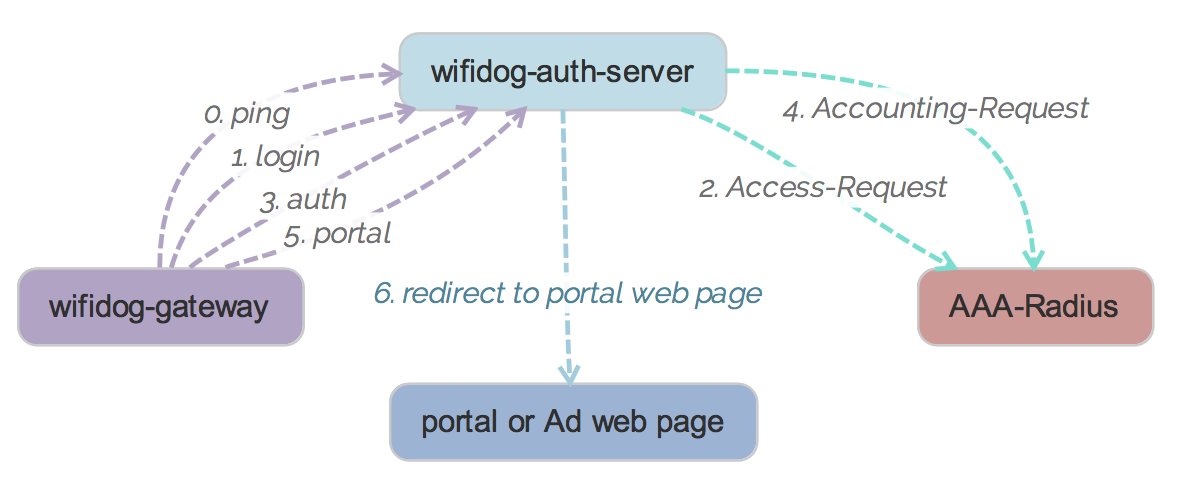 wifidog-auth-server
0. ping
4. Accounting-Request
1. login
2. Access-Request
3. auth
5. portal
6. redirect to portal web page
wifidog-gateway
AAA-Radius
portal or Ad web page